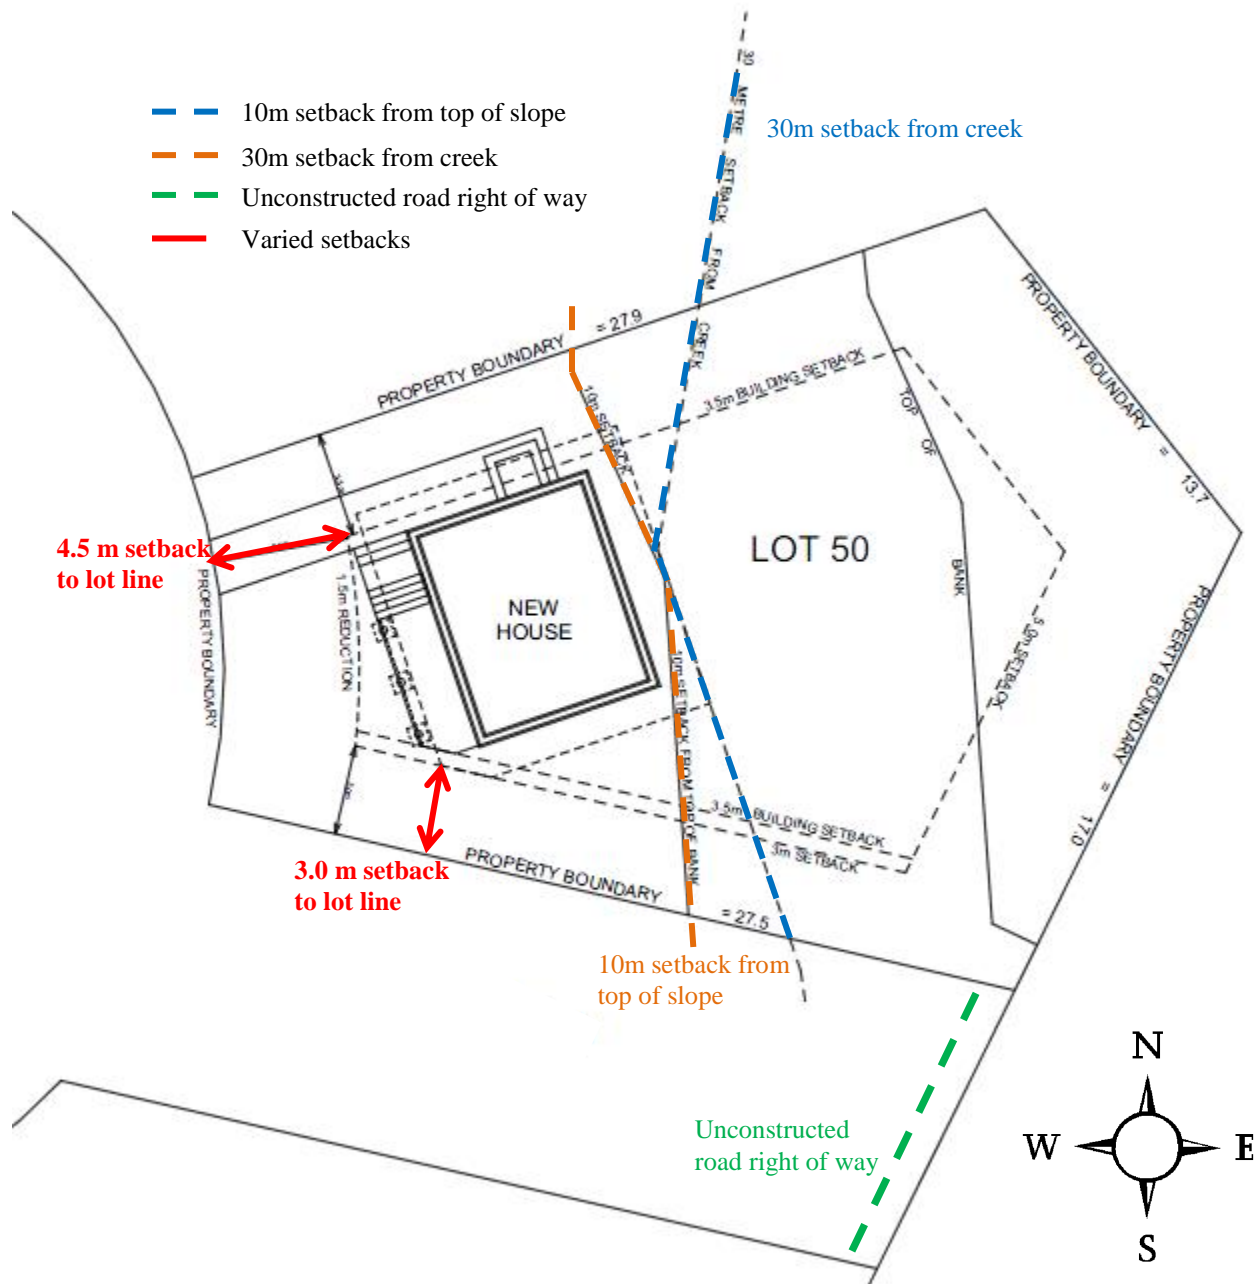 10m setback from top of slope
30m setback from creek
Unconstructed road right of way
Varied setbacks
30 METRE SETBACK FROM CREEK
30m setback from creek
PROPERTY BOUNDARY = 27.9
PROPERTY BOUNDARY = 13.7
10m SETBACK
3.5m BUILDING SETBACK
TOP OF BANK
4.5 m setback
to lot line
PROPERTY BOUNDARY
1.5m REDUCTION
NEW
HOUSE
LOT 50
5.0m SETBACK
PROPERTY BOUNDARY = 17.0
10m SETBACK FROM TOP OF BANK
3.5m BUILDING SETBACK
3m SETBACK
3.0 m setback
to lot line
PROPERTY BOUNDARY = 27.5
10m setback from
top of slope
Unconstructed
road right of way
N
W
E
S